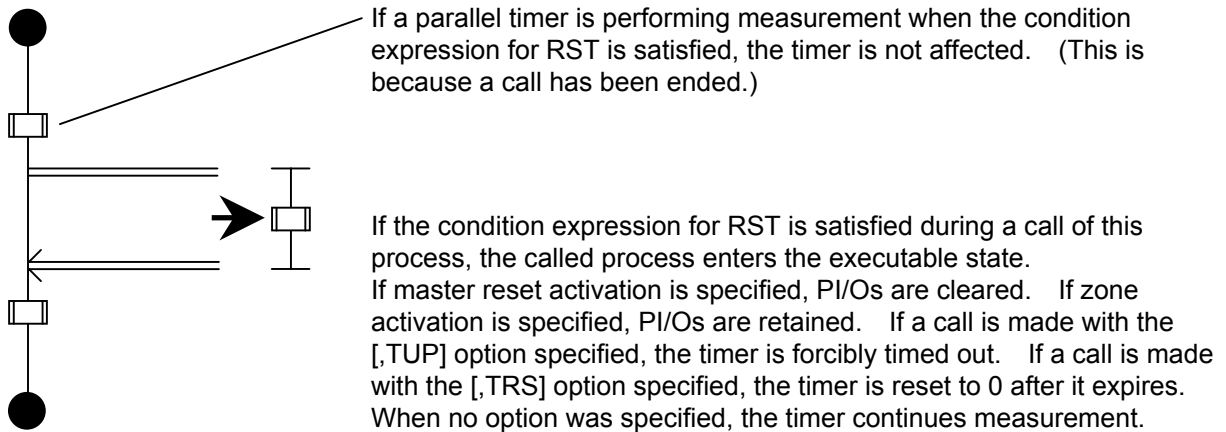 If a parallel timer is performing measurement when the condition
expression for RST is satisfied, the timer is not affected. (This is
because a call has been ended.)
If the condition expression for RST is satisfied during a call of this
process, the called process enters the executable state.
If master reset activation is specified, PI/Os are cleared. If zone
activation is specified, PI/Os are retained. If a call is made with the
[,TUP] option specified, the timer is forcibly timed out. If a call is made
with the [,TRS] option specified, the timer is reset to 0 after it expires.
When no option was specified, the timer continues measurement.